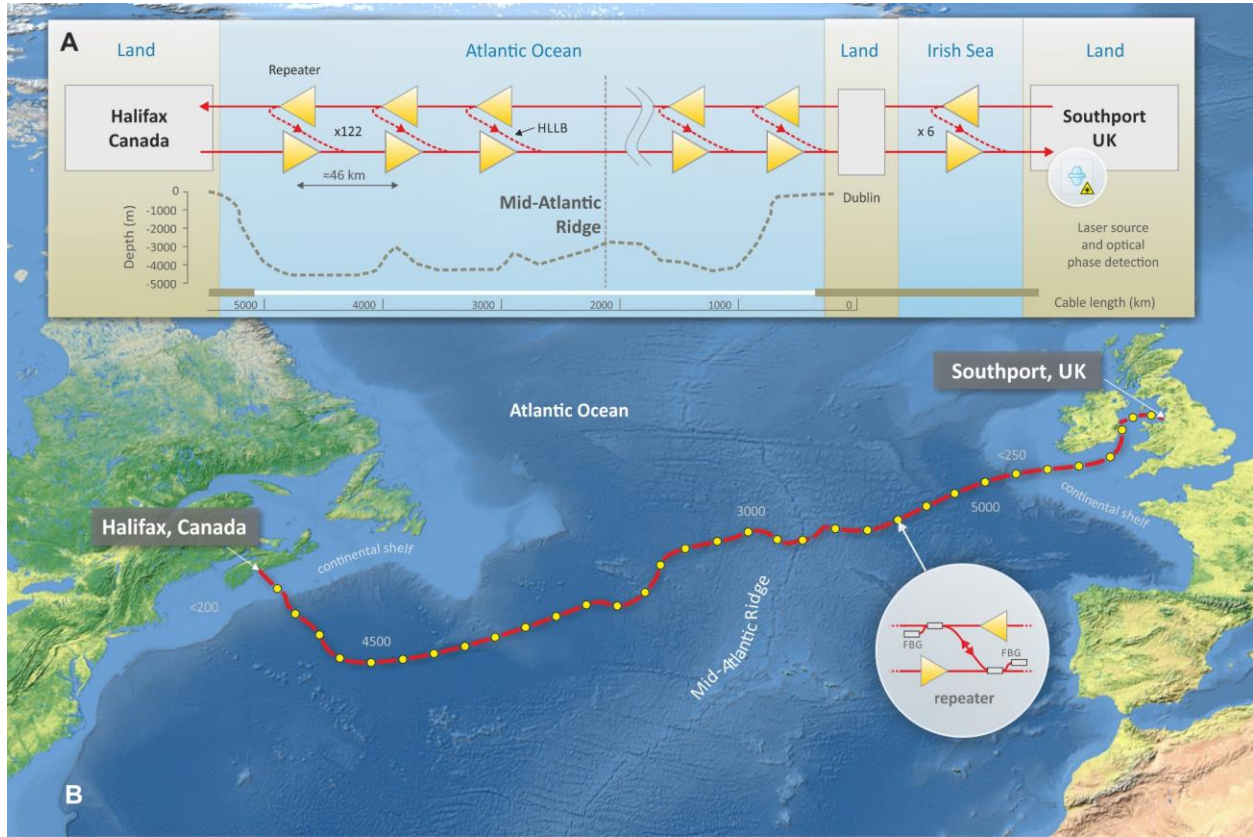 A
Land
Atlantic Ocean
Land
Irish Sea
Land
Repeater
Halifax
Canada
x122
HLLB
x 6
Southport
UK
≈46 km
Dublin
Mid-Atlantic
Ridge
Depth (m)
0
-1000
-2000
-3000
-4000
-5000
Laser source
and optical
phase detection
5000
4000
3000
2000
1000
0
Cable length (km)
Southport, UK
Atlantic Ocean
<250
5000
continental shelf
3000
Halifax, Canada
continental shelf
<200
4500
Mid-Atlantic Ridge
FBG
FBG
repeater
B